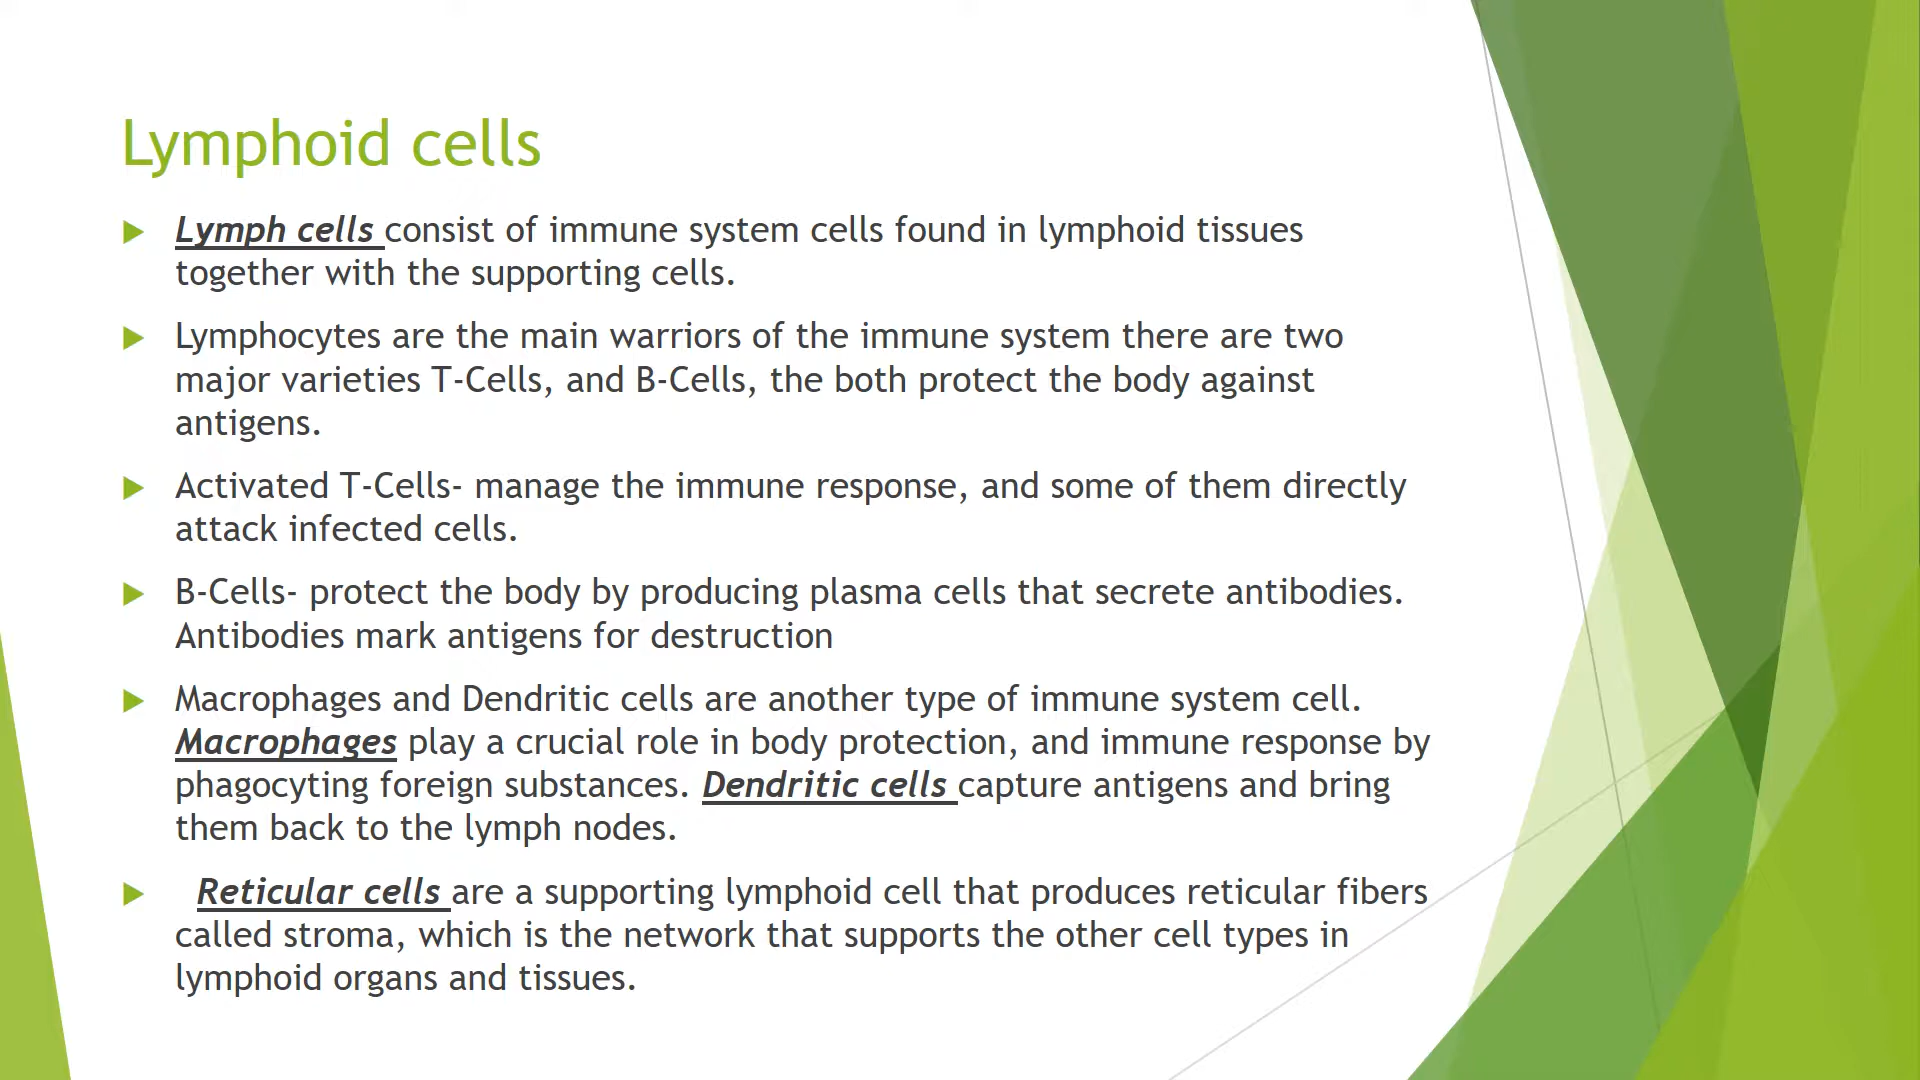 Lymphoid cells
Lymph cells consist of immune system cells found in lymphoid tissues
together with the supporting cells.
Lymphocytes are the main warriors of the immune system there are two
major varieties T-Cells, and B-Cells, the both protect the body against
antigens.
Activated T-Cells- manage the immune response, and some of them directly
attack infected cells.
B-Cells- protect the body by producing plasma cells that secrete antibodies.
Antibodies mark antigens for destruction
Macrophages and Dendritic cells are another type of immune system cell.
Macrophages play a crucial role in body protection, and immune response by
phagocyting foreign substances. Dendritic cells capture antigens and bring
them back to the lymph nodes.
Reticular cells are a supporting lymphoid cell that produces reticular fibers
called stroma, which is the network that supports the other cell types in
lymphoid organs and tissues.